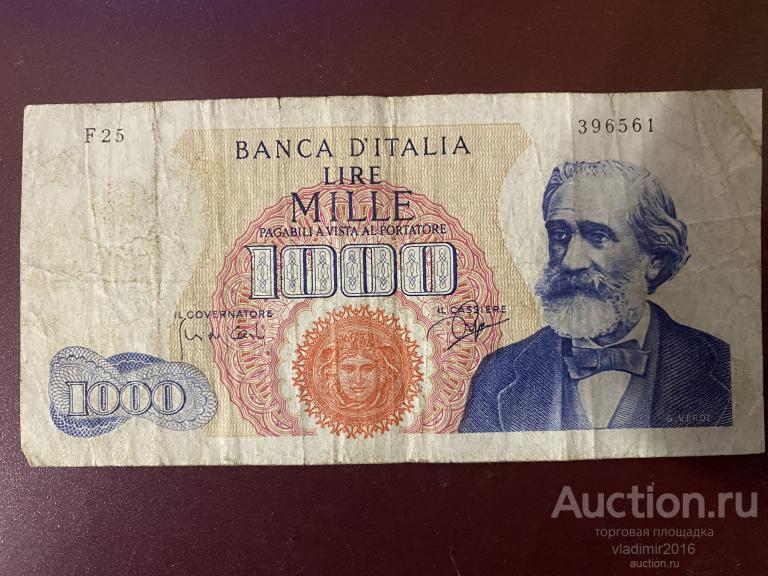 F 25
396561
BANCA D'ITALIA
LIRE
MILLE
PAGABILI A VISTA AL PORTATORE
1000
IL GOVERNATORE
IL CASSIERE
1000
G. VERDI
Auction.ru
торговая площадка
vladimir2016
auction.ru